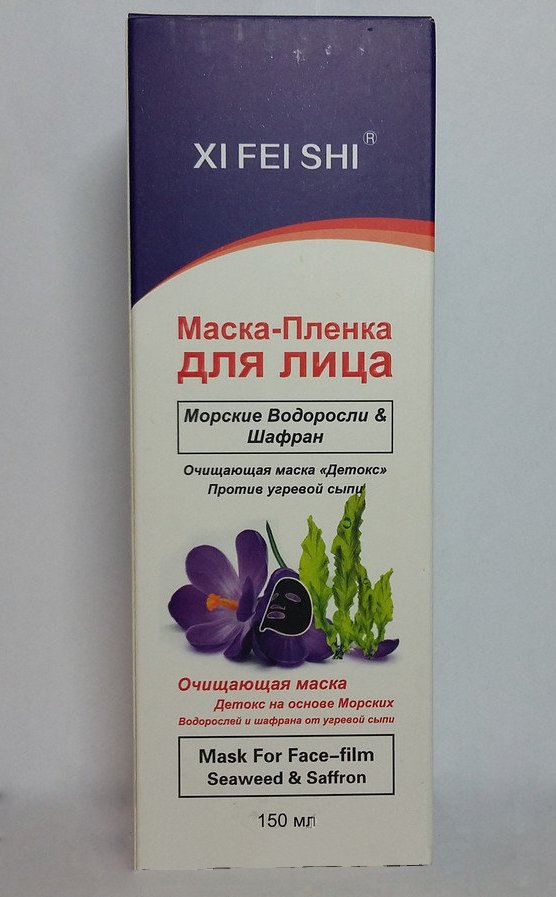 XI FEI SHI ®
Маска-Пленка
для лица
Морские Водоросли &
Шафран
Очищающая маска «Детокс»
Против угревой сыпи
Очищающая маска
Детокс на основе Морских
Водорослей и шафрана от угревой сыпи
Mask For Face-film
Seaweed & Saffron
150 мл